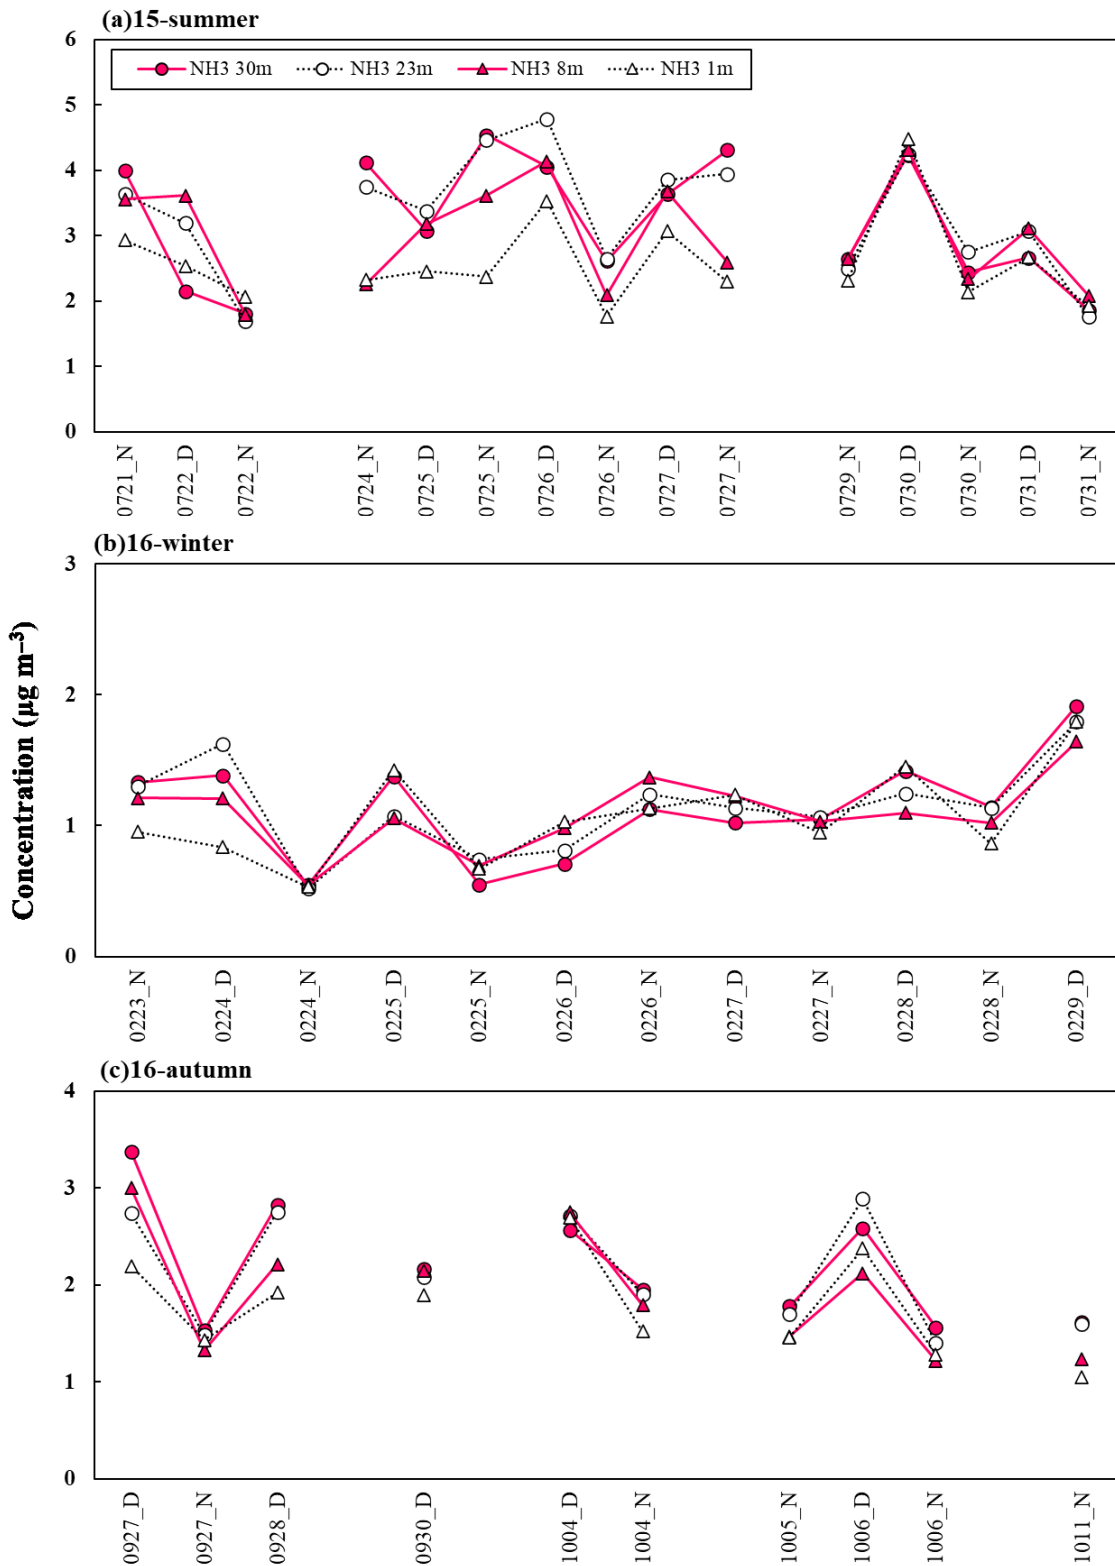 (a)15-summer
6
5
4
3
2
1
0
NH3 30m NH3 23m NH3 8m NH3 1m
0721_N 0722_D 0722_N 0724_N 0725_D 0725_N 0726_D 0726_N 0727_D 0727_N 0729_N 0730_D 0730_N 0731_D 0731_N
(b)16-winter
Concentration (µg m⁻³)
3
2
1
0
0223_N 0224_D 0224_N 0225_D 0225_N 0226_D 0226_N 0227_D 0227_N 0228_D 0228_N 0229_D
(c)16-autumn
4
3
2
1
0
0927_D 0927_N 0928_D 0930_D 1004_D 1004_N 1005_N 1006_D 1006_N 1011_N